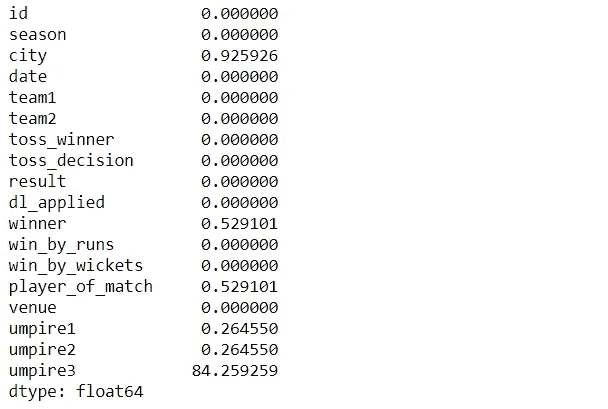 id 0.000000
season 0.000000
city 0.925926
date 0.000000
team1 0.000000
team2 0.000000
toss_winner 0.000000
toss_decision 0.000000
result 0.000000
dl_applied 0.000000
winner 0.529101
win_by_runs 0.000000
win_by_wickets 0.000000
player_of_match 0.529101
venue 0.000000
umpire1 0.264550
umpire2 0.264550
umpire3 84.259259
dtype: float64